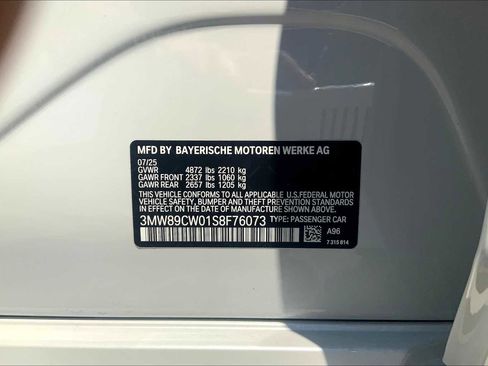 MFD BY BAYERISCHE MOTOREN WERKE AG
07/25
GVWR 4872 lbs 2210 kg
GAWR FRONT 2337 lbs 1060 kg
GAWR REAR 2657 lbs 1205 kg
THIS VEHICLE CONFORMS TO ALL APPLICABLE U.S.FEDERAL MOTOR
VEHICLE SAFETY, BUMPER AND THEFT PREVENTION STANDARDS
IN EFFECT ON THE DATE OF MANUFACTURE SHOWN ABOVE.
3MW89CW01S8F76073 TYPE: PASSENGER CAR
A96
7 315 614